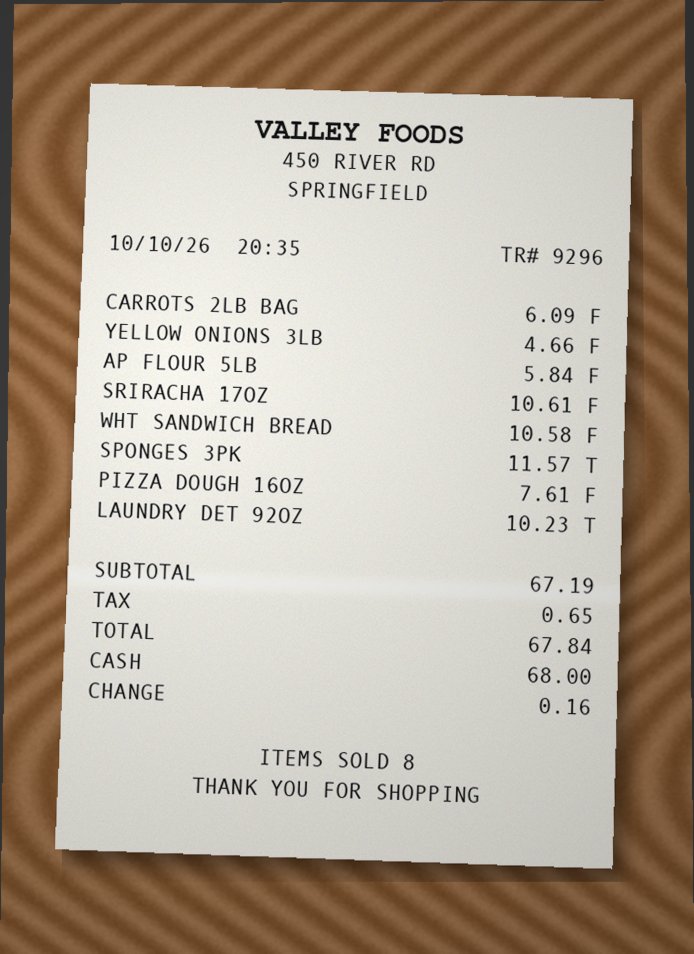 VALLEY FOODS
450 RIVER RD
SPRINGFIELD
10/10/26 20:35 TR# 9296
CARROTS 2LB BAG 6.09 F
YELLOW ONIONS 3LB 4.66 F
AP FLOUR 5LB 5.84 F
SRIRACHA 17OZ 10.61 F
WHT SANDWICH BREAD 10.58 F
SPONGES 3PK 11.57 T
PIZZA DOUGH 16OZ 7.61 F
LAUNDRY DET 92OZ 10.23 T
SUBTOTAL 67.19
TAX 0.65
TOTAL 67.84
CASH 68.00
CHANGE 0.16
ITEMS SOLD 8
THANK YOU FOR SHOPPING